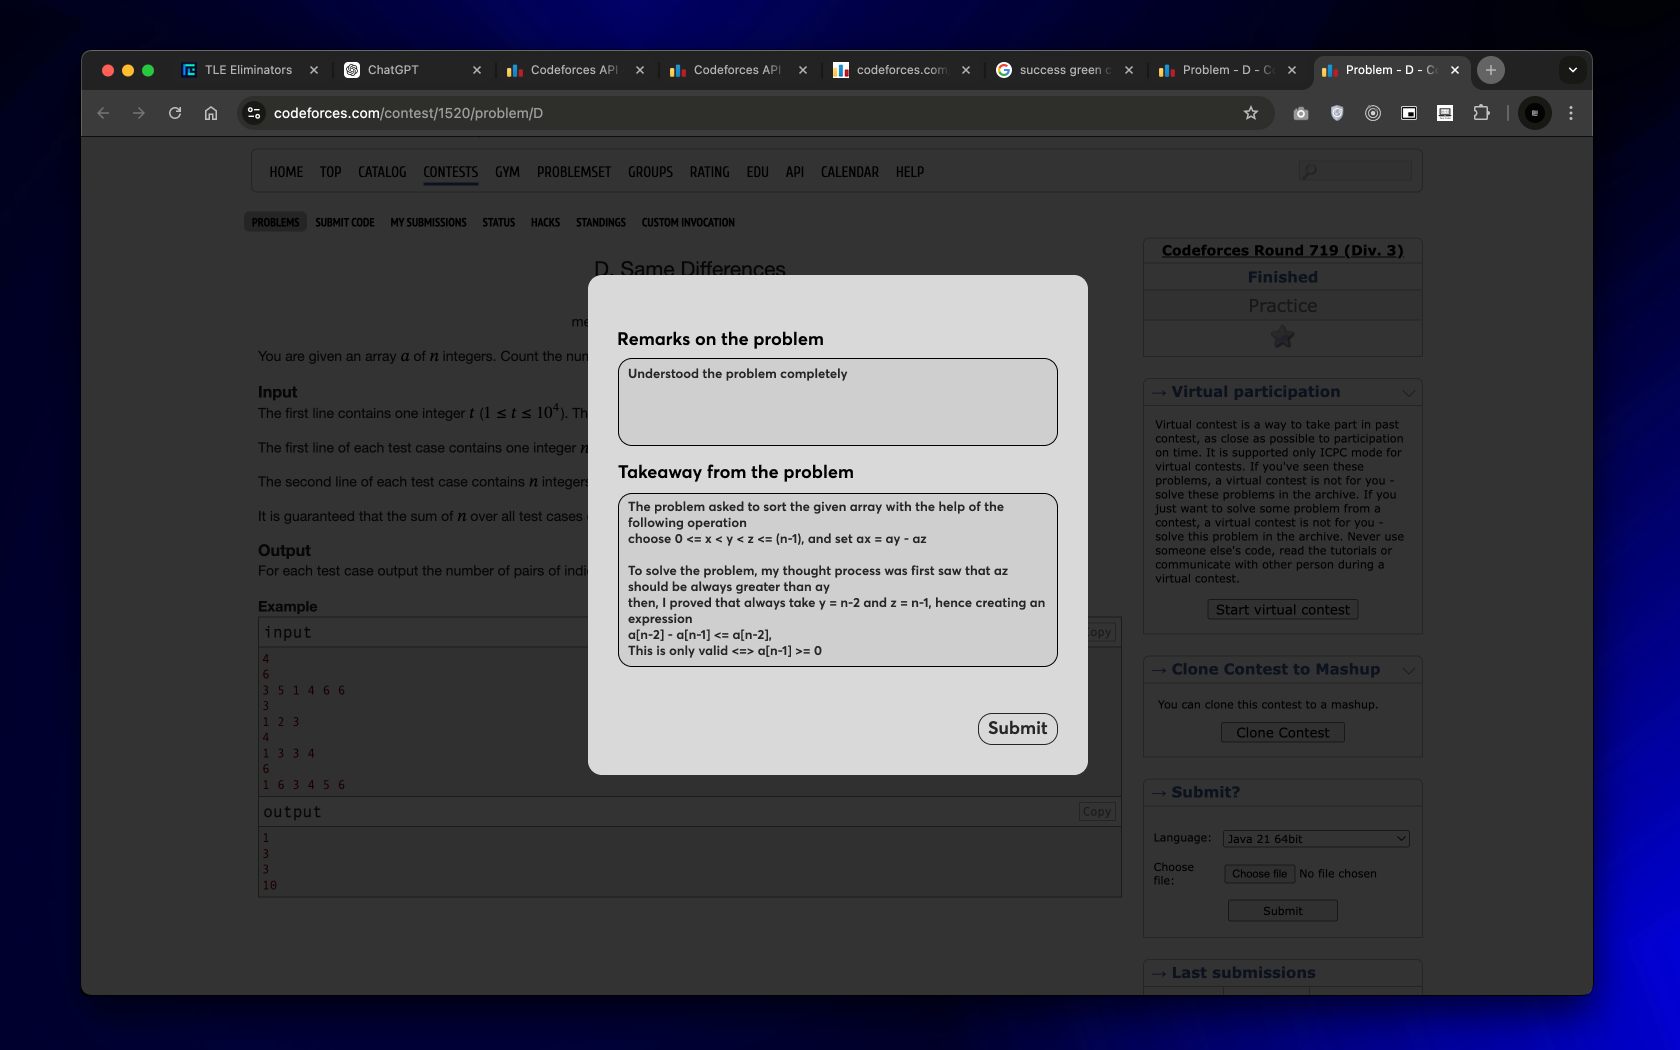 TLE Eliminators
ChatGPT
Codeforces API
Codeforces API
codeforces.com
success green
Problem - D - C
Problem - D - C
codeforces.com/contest/1520/problem/D
HOME TOP CATALOG CONTESTS GYM PROBLEMSET GROUPS RATING EDU API CALENDAR HELP
PROBLEMS SUBMIT CODE MY SUBMISSIONS STATUS HACKS STANDINGS CUSTOM INVOCATION
D. Same Differences
me
You are given an array a of n integers. Count the num
Input
The first line contains one integer t (1 ≤ t ≤ 10⁴). Th
The first line of each test case contains one integer n
The second line of each test case contains n integers
It is guaranteed that the sum of n over all test cases
Output
For each test case output the number of pairs of indi
Example
input
opy
4
6
3 5 1 4 6 6
3
1 2 3
4
1 3 3 4
6
1 6 3 4 5 6
output
Copy
1
3
3
10
Remarks on the problem
Understood the problem completely
Takeaway from the problem
The problem asked to sort the given array with the help of the
following operation
choose 0 <= x < y < z <= (n-1), and set ax = ay - az
To solve the problem, my thought process was first saw that az
should be always greater than ay
then, I proved that always take y = n-2 and z = n-1, hence creating an
expression
a[n-2] - a[n-1] <= a[n-2],
This is only valid <=> a[n-1] >= 0
Submit
Codeforces Round 719 (Div. 3)
Finished
Practice
→ Virtual participation
Virtual contest is a way to take part in past
contest, as close as possible to participation
on time. It is supported only ICPC mode for
virtual contests. If you've seen these
problems, a virtual contest is not for you -
solve these problems in the archive. If you
just want to solve some problem from a
contest, a virtual contest is not for you -
solve this problem in the archive. Never use
someone else's code, read the tutorials or
communicate with other person during a
virtual contest.
Start virtual contest
→ Clone Contest to Mashup
You can clone this contest to a mashup.
Clone Contest
→ Submit?
Language: Java 21 64bit
Choose
file:
Choose file No file chosen
Submit
→ Last submissions